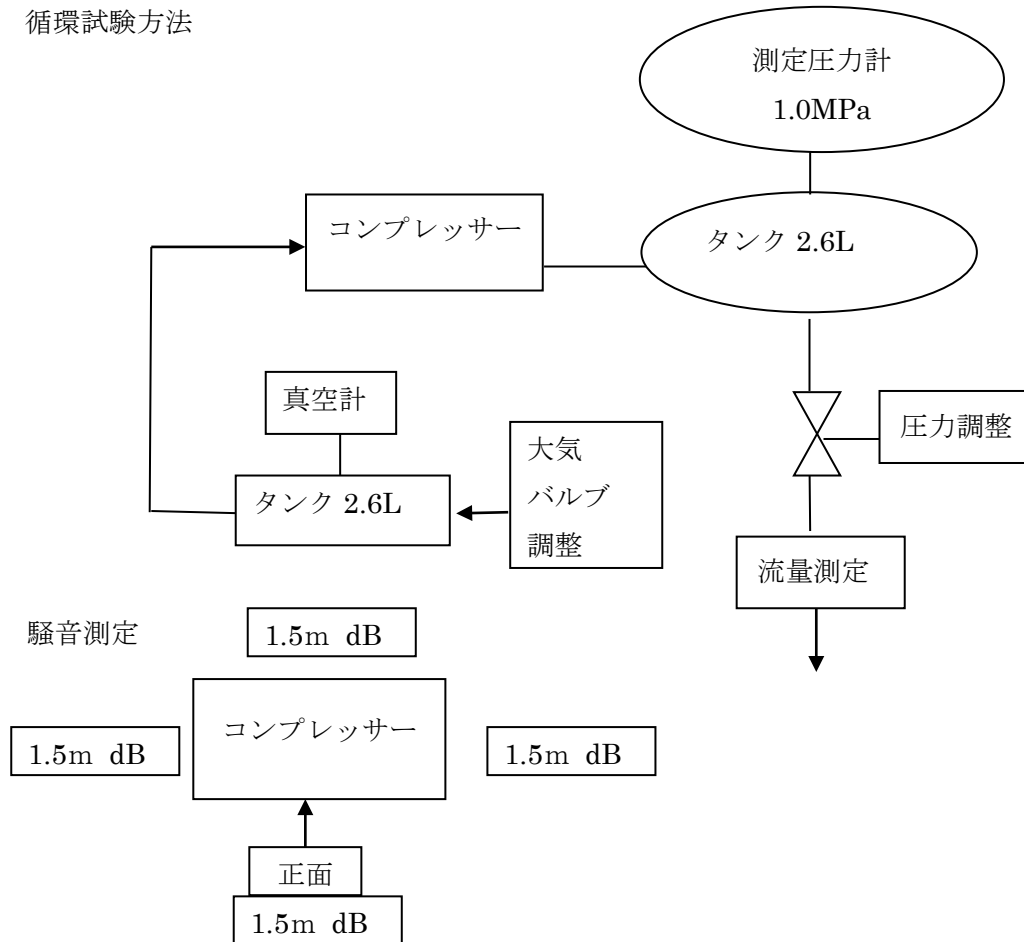 循環試験方法
測定圧力計
1.0MPa
コンプレッサー
タンク 2.6L
真空計
圧力調整
大気
バルブ
調整
タンク 2.6L
流量測定
騒音測定
1.5m dB
コンプレッサー
1.5m dB
1.5m dB
正面
1.5m dB